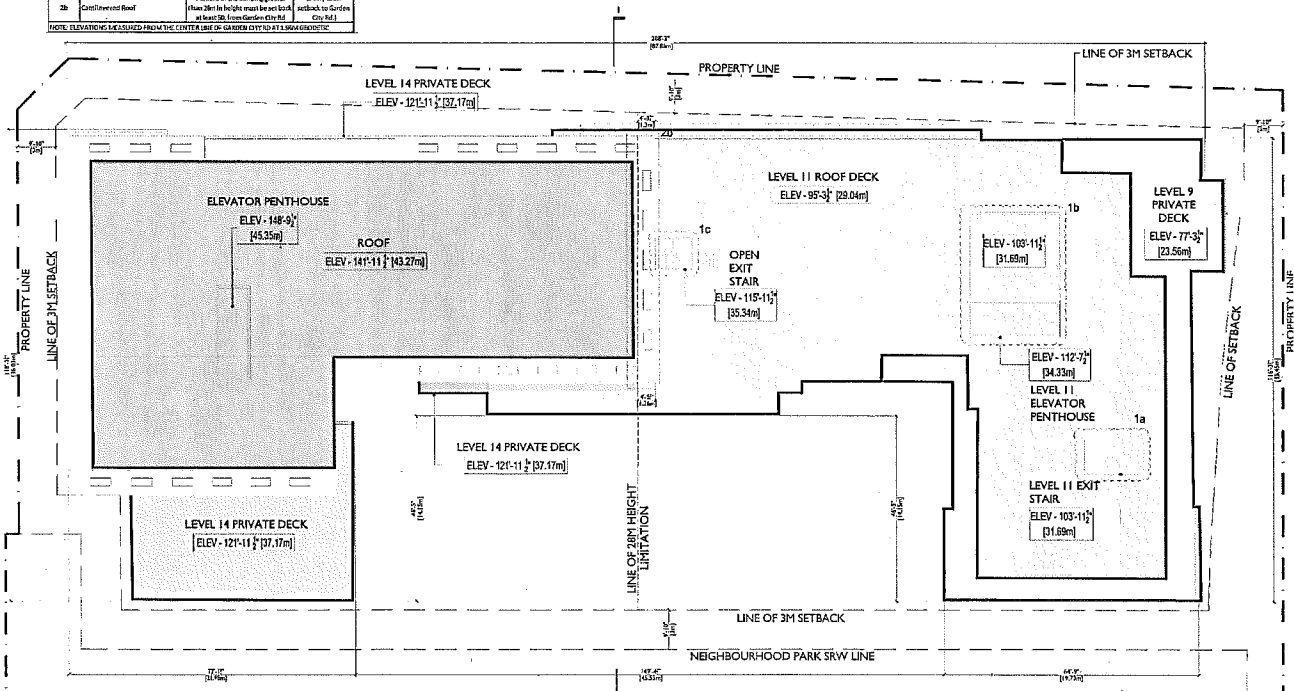 2b Cantilevered Roof
than 28m in height must be set back setback to Garden
at least 50, from Garden City Rd City Rd.)
NOTE: ELEVATIONS MEASURED FROM THE CENTER LINE OF GARDEN CITY RD AT 1.56M GEODETIC
LINE OF 3M SETBACK
PROPERTY LINE
LEVEL 14 PRIVATE DECK
ELEV - 121'-11 1/2" [37.17m]
2b
ELEVATOR PENTHOUSE
ELEV - 148'-9 1/2"
[45.35m]
ROOF
ELEV - 141'-11 1/2" [43.27m]
LEVEL 11 ROOF DECK
ELEV - 95'-3 1/2" [29.04m]
LEVEL 9
PRIVATE
DECK
ELEV - 77'-3 1/2"
[23.56m]
1b
ELEV - 103'-11 1/2"
[31.69m]
1c
OPEN
EXIT
STAIR
ELEV - 115'-11 1/2"
[35.34m]
PROPERTY LINE
LINE OF 3M SETBACK
ELEV - 112'-7 1/2"
[34.33m]
LEVEL 11
ELEVATOR
PENTHOUSE
1a
LINE OF SETBACK
PROPERTY LINE
LEVEL 14 PRIVATE DECK
ELEV - 121'-11 1/2" [37.17m]
LEVEL 11 EXIT
STAIR
ELEV - 103'-11 1/2"
[31.69m]
LEVEL 14 PRIVATE DECK
ELEV - 121'-11 1/2" [37.17m]
LINE OF 28M HEIGHT
LIMITATION
LINE OF 3M SETBACK
NEIGHBOURHOOD PARK SRW LINE